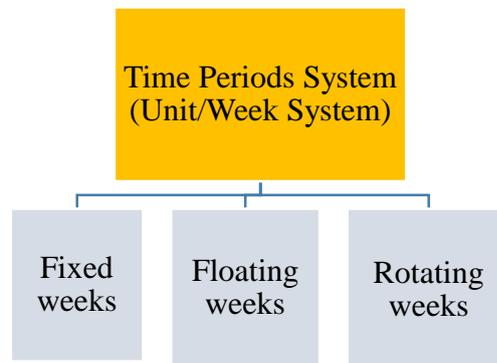 Time Periods System
(Unit/Week System)
Fixed
weeks
Floating
weeks
Rotating
weeks